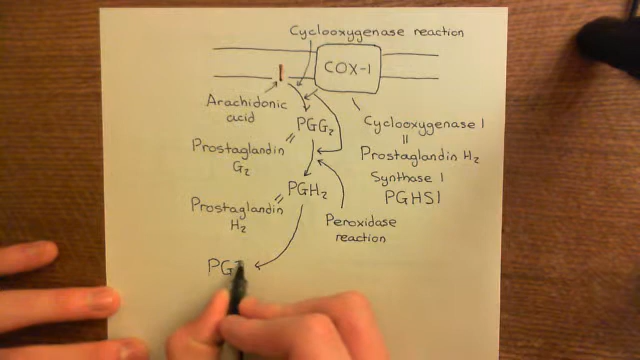 Cyclooxygenase reaction
COX-1
Arachidonic
acid
PGG₂
Cyclooxygenase 1
=
Prostaglandin H₂
Synthase 1
PGHS1
Prostaglandin
G₂
=
PGH₂
Prostaglandin
H₂
=
Peroxidase
reaction
PG